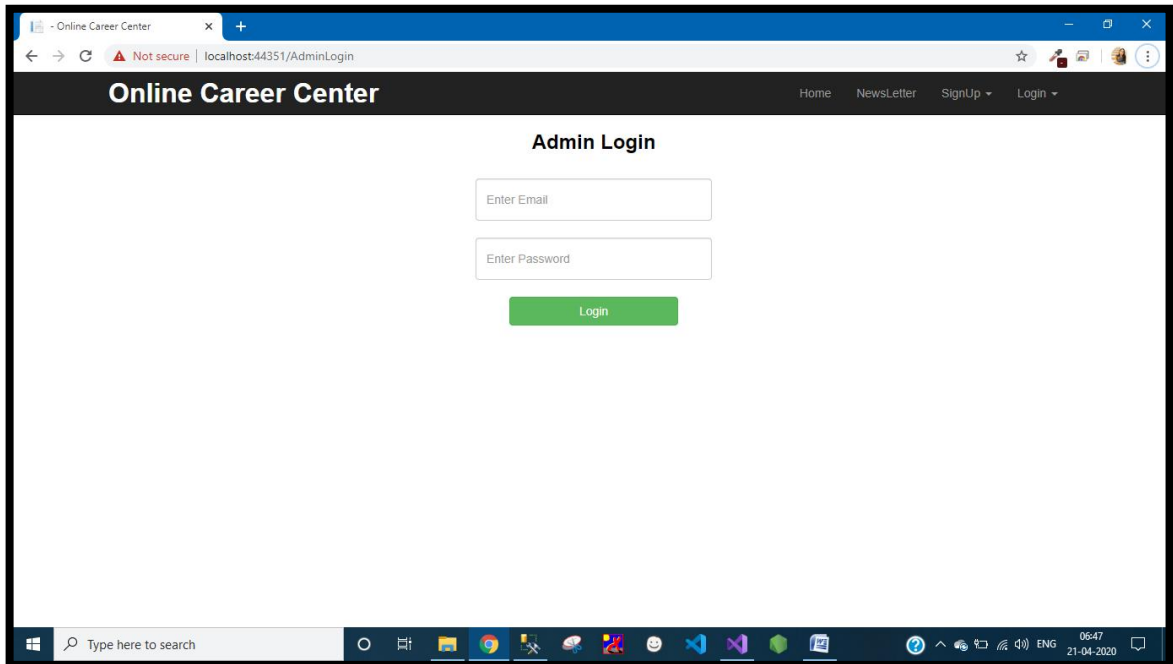 - Online Career Center
Not secure | localhost:44351/AdminLogin
Online Career Center
Home NewsLetter SignUp Login
Admin Login
Enter Email
Enter Password
Login
Type here to search
ENG
06:47
21-04-2020